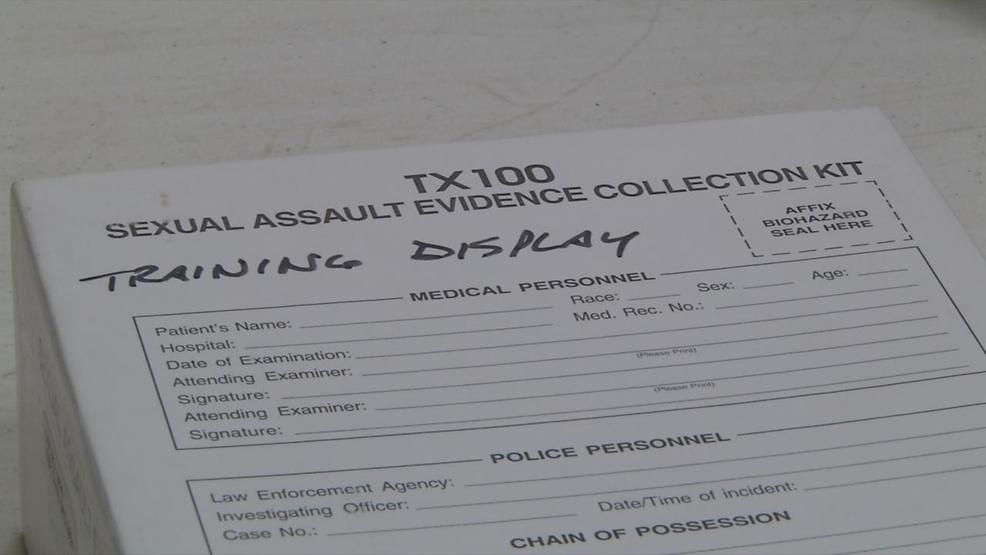 TX100
SEXUAL ASSAULT EVIDENCE COLLECTION KIT
AFFIX
BIOHAZARD
SEAL HERE
TRAINING DISPLAY
MEDICAL PERSONNEL
Patient's Name: Race: Sex: Age:
Hospital: Med. Rec. No.:
Date of Examination:
Attending Examiner: (Please Print)
Signature:
Attending Examiner: (Please Print)
Signature:
POLICE PERSONNEL
Law Enforcement Agency:
Investigating Officer: Date/Time of incident:
Case No.:
CHAIN OF POSSESSION